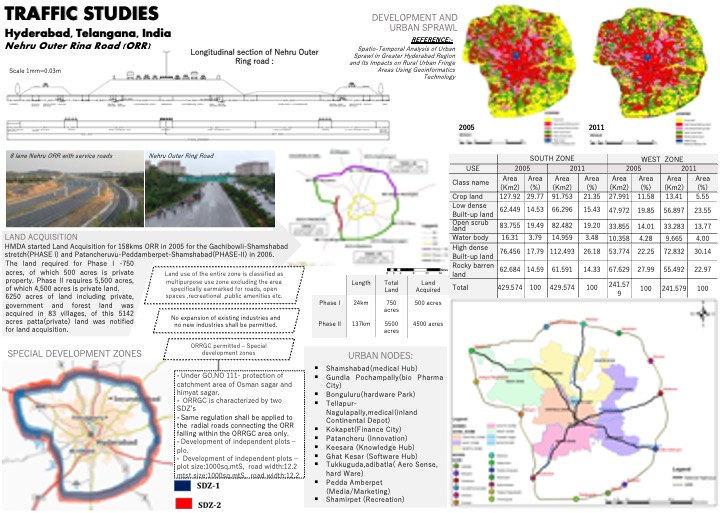 TRAFFIC STUDIES
Hyderabad, Telangana, India
Nehru Outer Ring Road (ORR)
Longitudinal section of Nehru Outer
Ring road :
Scale 1mm=0.03m
8 lane Nehru ORR with service roads
Nehru Outer Ring Road
DEVELOPMENT AND
URBAN SPRAWL
REFERENCE:-
Spatio-Temporal Analysis of Urban
Sprawl in Greater Hyderabad Region
and Its Impacts on Rural Urban Fringe
Areas Using Geoinformatics
Technology
2005
2011
LAND ACQUISITION
HMDA started Land Acquisition for 158kms ORR in 2005 for the Gachibowli-Shamshabad
stretch(PHASE I) and Patancheruvu-Peddamberpet-Shamshabad(PHASE-II) in 2006.
The land required for Phase I -750
acres, of which 500 acres is private
property. Phase II requires 5,500 acres,
of which 4,500 acres is private land.
6250 acres of land including private,
government and forest land was
acquired in 83 villages, of this 5142
acres patta(private) land was notified
for land acquisition.
Land use of the entire zone is classified as
multipurpose use zone excluding the area
specifically earmarked for roads, open
spaces ,recreational ,public amenities etc.
No expansion of existing industries and
no new industries shall be permitted.
ORRGC permitted – Special
development zones
Length Total Land Land Acquired
Phase I 24km 750 acres 500 acres
Phase II 137km 5500 acres 4500 acres
SOUTH ZONE WEST ZONE
USE 2005 2011 2005 2011
Class name Area (Km2) Area (%) Area (Km2) Area (%) Area (Km2) Area (%) Area (Km2) Area (%)
Crop land 127.92 29.77 91.753 21.35 27.991 11.58 13.41 5.55
Low dense Built-up land 62.449 14.53 66.296 15.43 47.972 19.85 56.897 23.55
Open scrub land 83.755 19.49 82.482 19.20 33.855 14.01 33.283 13.77
Water body 16.31 3.79 14.959 3.48 10.358 4.28 9.665 4.00
High dense Built-up land 76.456 17.79 112.493 26.18 53.774 22.25 72.832 30.14
Rocky barren land 62.684 14.59 61.591 14.33 67.629 27.99 55.492 22.97
Total 429.574 100 429.574 100 241.579 100 241.579 100
SPECIAL DEVELOPMENT ZONES
- Under GO.NO 111- protection of
catchment area of Osman sagar and
himyat sagar.
- ORRGC is characterized by two
SDZ's
- Same regulation shall be applied to
the radial roads connecting the ORR
falling within the ORRGC area only.
- Development of independent plots –
plo.
- Development of independent plots –
plot size:1000sq.mtS, road width:12.2
SDZ-1
SDZ-2
URBAN NODES:
▪ Shamshabad(medical Hub)
▪ Gundla Pochampally(bio Pharma
City)
▪ Bonguluru(hardware Park)
▪ Tellapur-
Nagulapally,medical(inland
Continental Depot)
▪ Kokapet(Finance City)
▪ Patancheru (Innovation)
▪ Keesara (Knowledge Hub)
▪ Ghat Kesar (Software Hub)
▪ Tukkuguda,adibatla( Aero Sense,
hard Ware)
▪ Pedda Amberpet
(Media/Marketing)
▪ Shamirpet (Recreation)